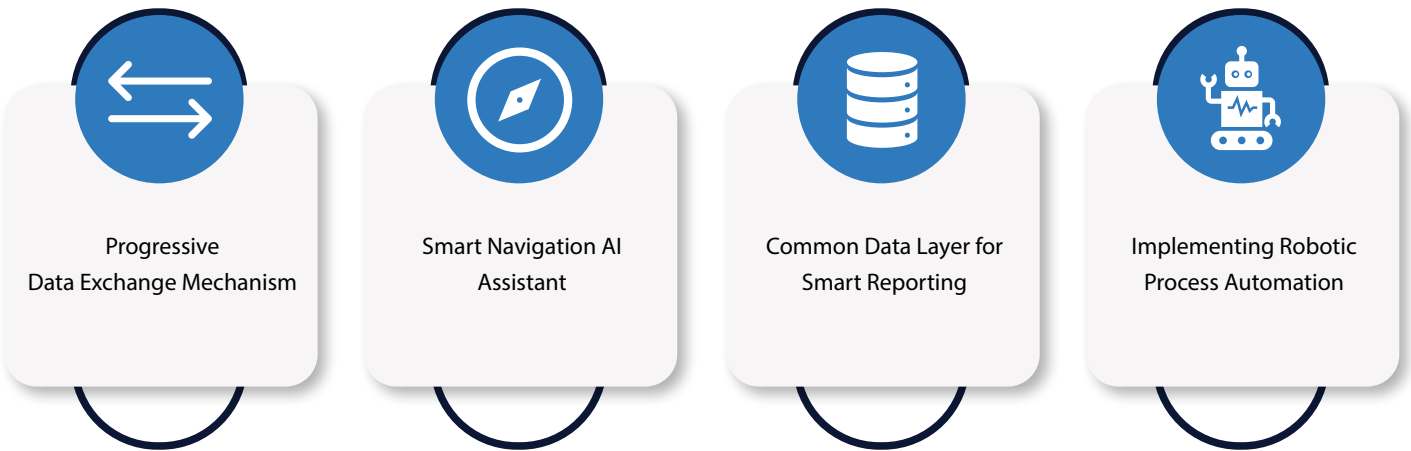 Progressive
Data Exchange Mechanism
Smart Navigation AI
Assistant
Common Data Layer for
Smart Reporting
Implementing Robotic
Process Automation